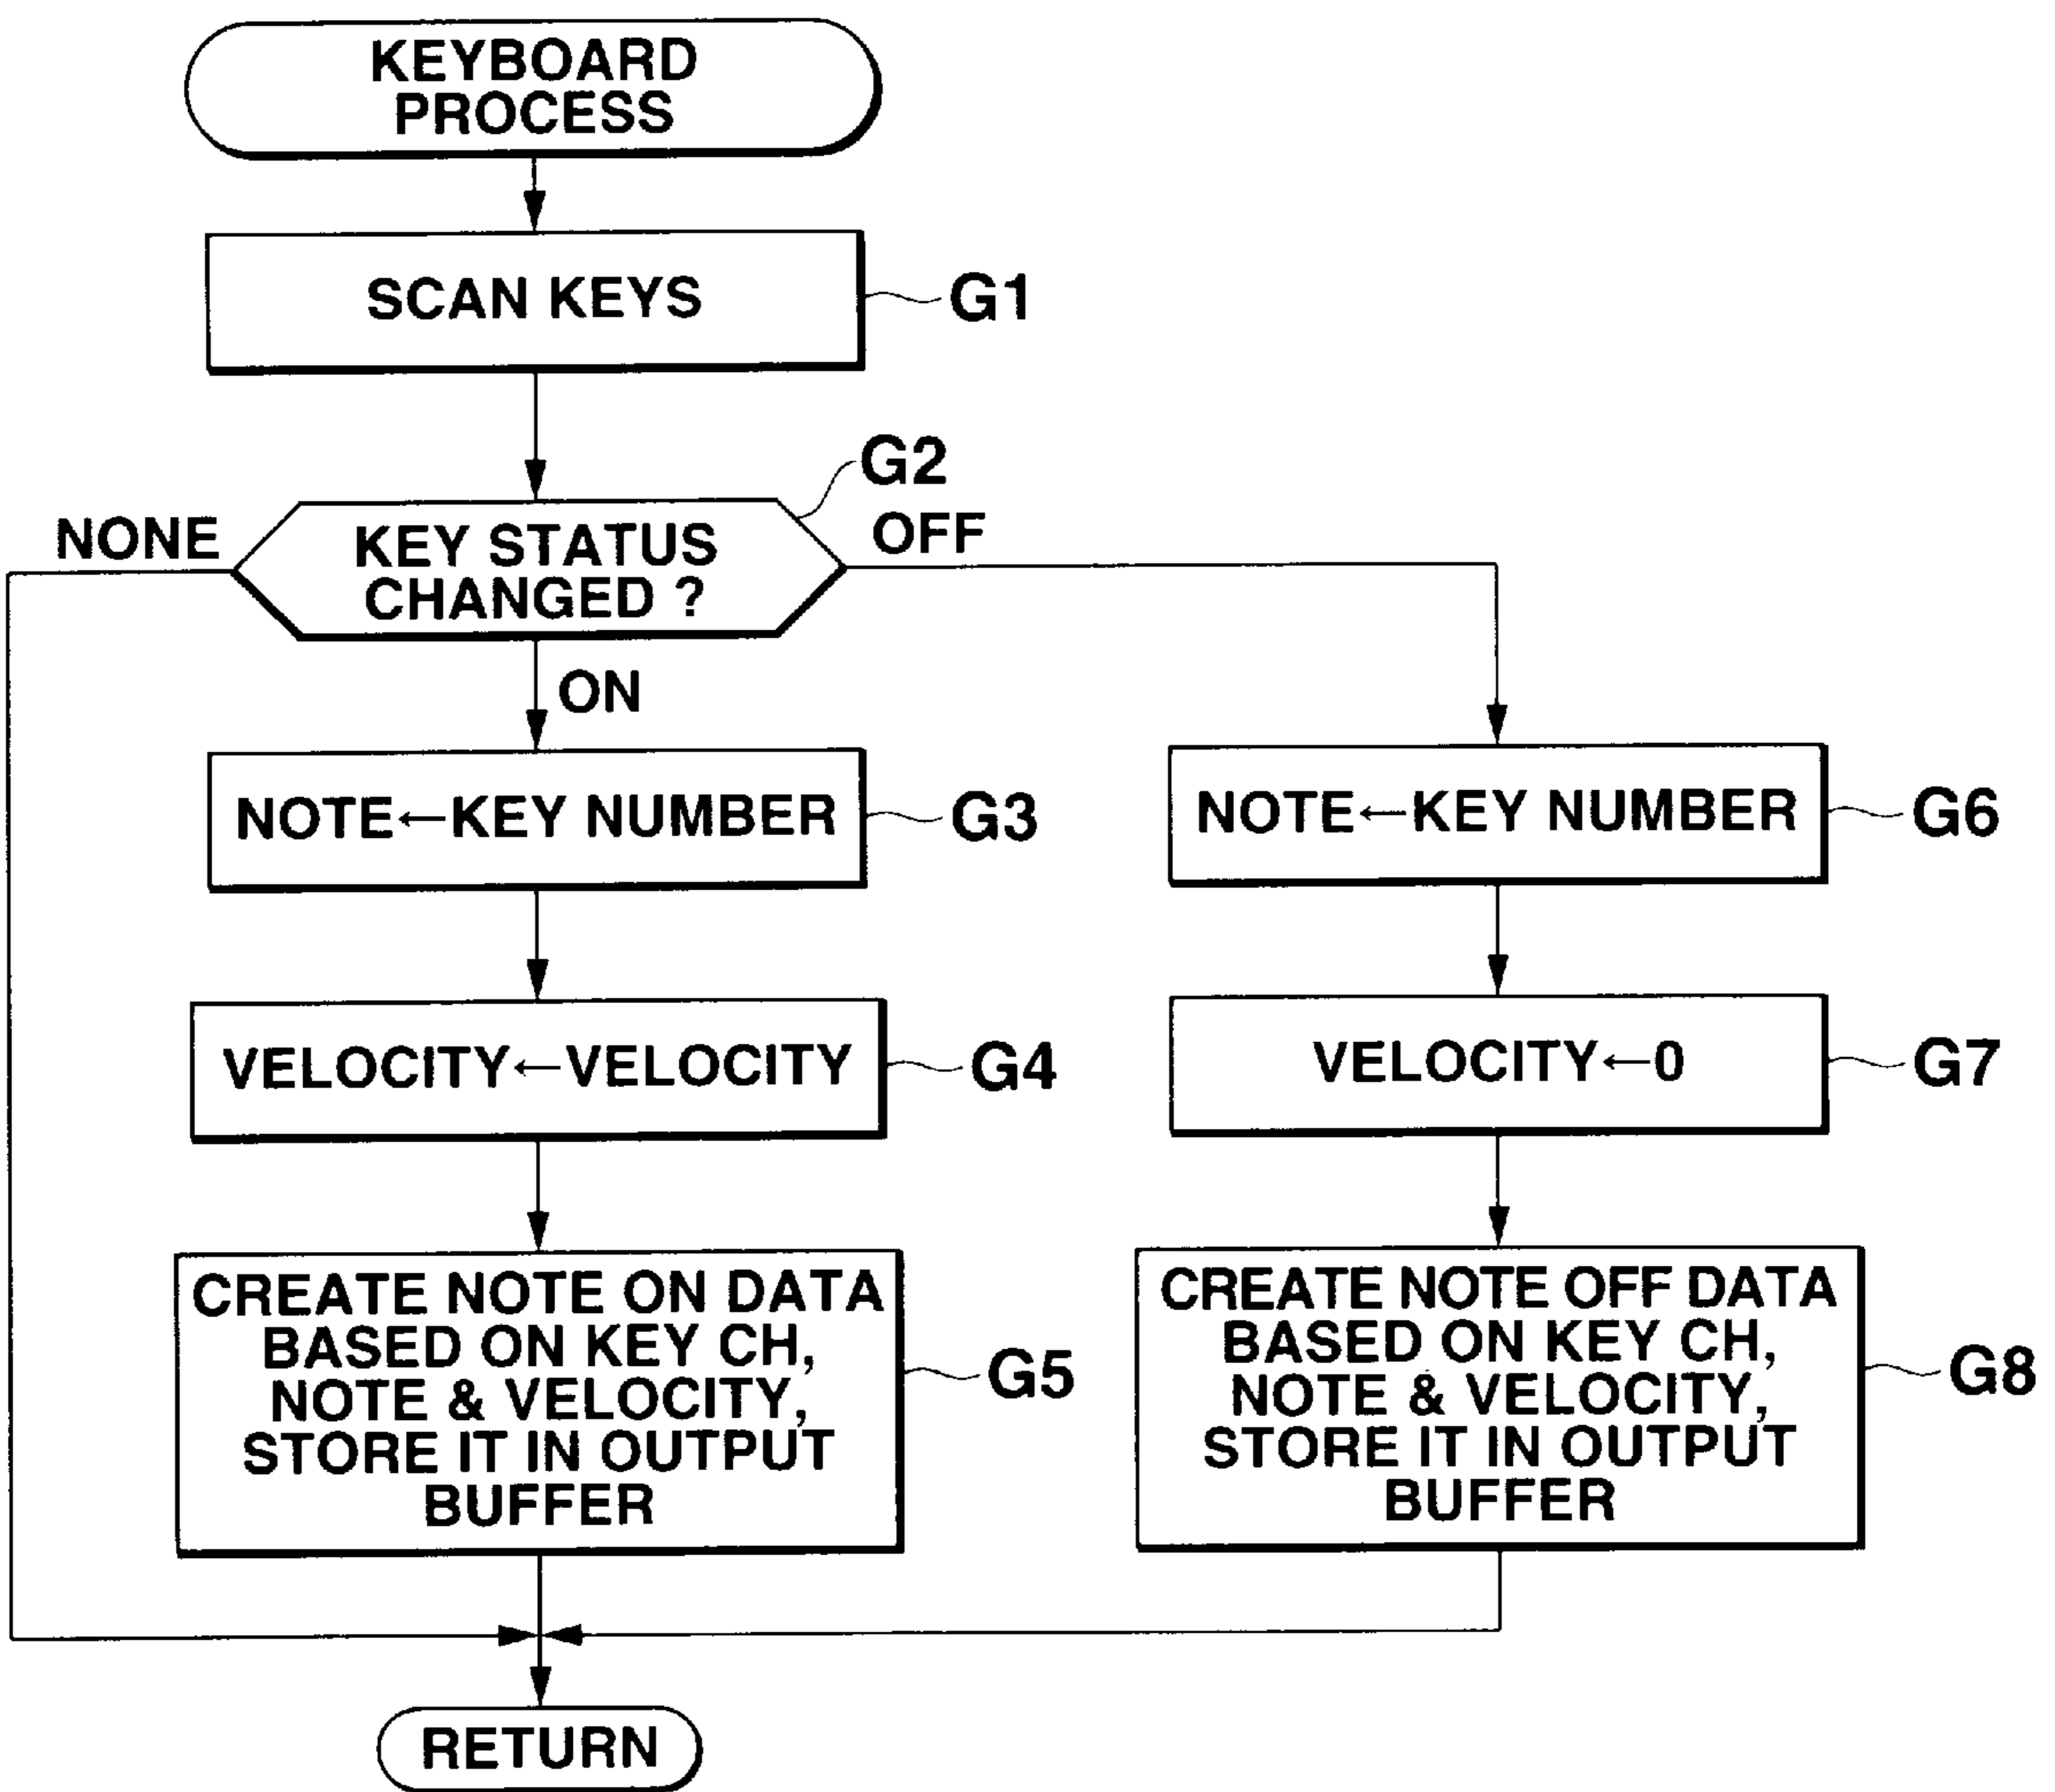 KEYBOARD
PROCESS
SCAN KEYS
G1
G2
NONE
OFF
KEY STATUS
CHANGED ?
ON
NOTE←KEY NUMBER
G3
NOTE←KEY NUMBER
G6
VELOCITY←VELOCITY
G4
VELOCITY←0
G7
CREATE NOTE ON DATA
BASED ON KEY CH,
NOTE & VELOCITY,
STORE IT IN OUTPUT
BUFFER
G5
CREATE NOTE OFF DATA
BASED ON KEY CH,
NOTE & VELOCITY,
STORE IT IN OUTPUT
BUFFER
G8
RETURN